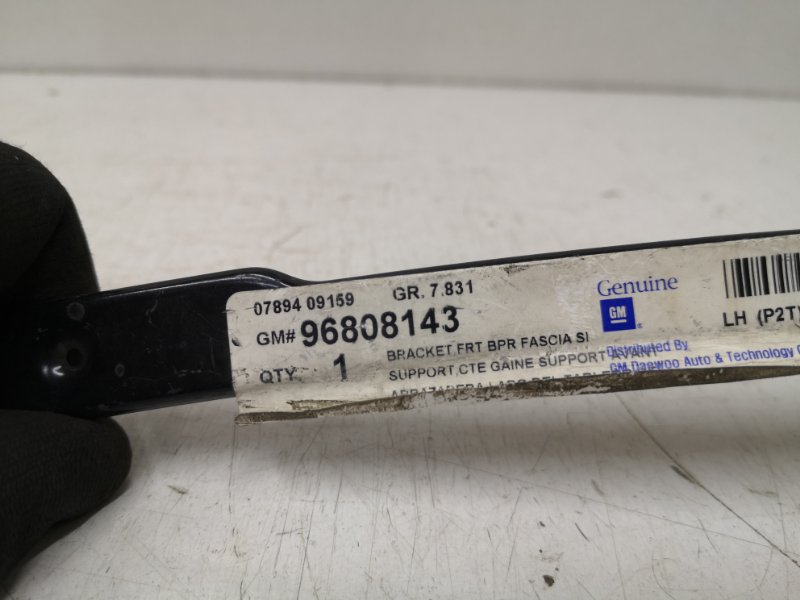 07894 09159 GR. 7.831
GM# 96808143
QTY 1
BRACKET,FRT BPR FASCIA SI
SUPPORT,CTE GAINE SUPPORT AVANT
Genuine
GM
Distributed By
GM Daewoo Auto & Technology
LH (P2T)